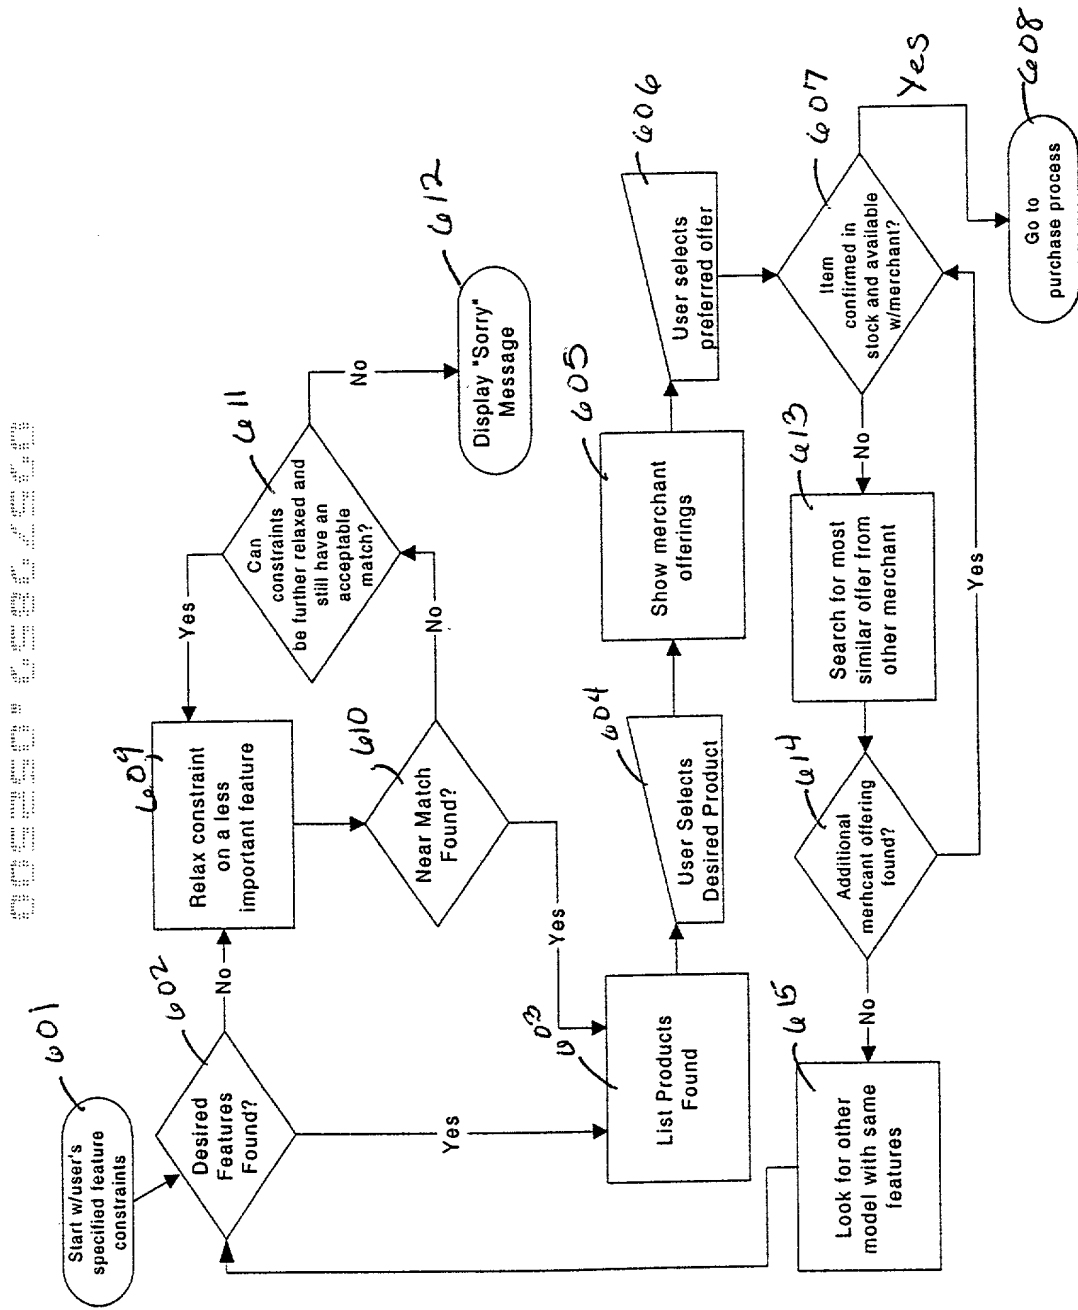 601
Start w/user's
specified feature
constraints
602
Desired
Features
Found?
No
Yes
609
Relax constraint
on a less
important feature
Yes
611
Can
constraints
be further relaxed and
still have an
acceptable
match?
No
612
Display "Sorry"
Message
610
Near Match
Found?
No
Yes
603
List Products
Found
604
User Selects
Desired Product
605
Show merchant
offerings
606
User selects
preferred offer
607
Item
confirmed in
stock and available
w/merchant?
Yes
608
Go to
purchase process
No
613
Search for most
similar offer from
other merchant
614
Additional
merhcant offering
found?
Yes
No
615
Look for other
model with same
features